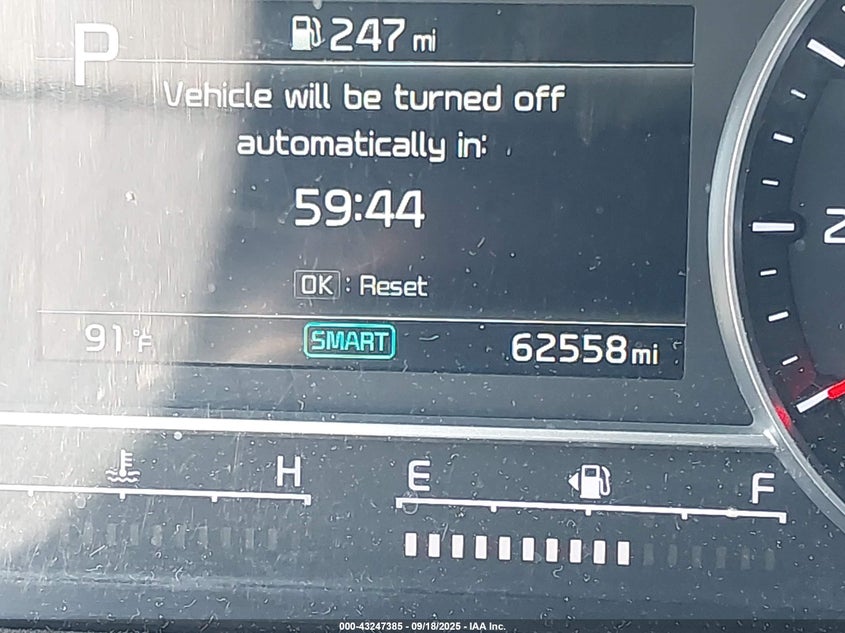 P
247 mi
Vehicle will be turned off
automatically in:
59:44
OK : Reset
91°F
SMART
62558 mi
H
E
F
2
000-43247385 - 09/18/2025 - IAA Inc.